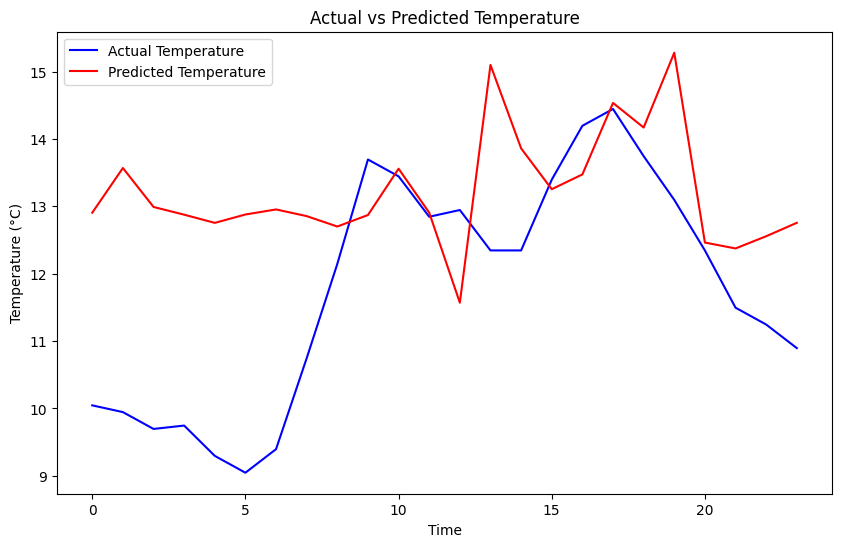 Actual vs Predicted Temperature
Actual Temperature
Predicted Temperature
Temperature (°C)
15
14
13
12
11
10
9
0 5 10 15 20
Time